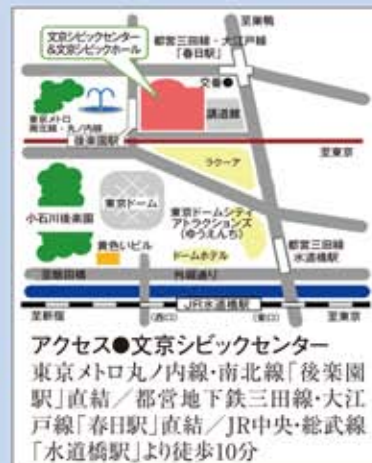 至巣鴨
文京シビックセンター
&文京シビックホール
都営三田線・大江戸線
「春日駅」
交番●
講道館
東京メトロ
南北線・丸ノ内線
後楽園駅
至東京
ラクーア
東京ドーム
小石川後楽園
東京ドームシティ
アトラクションズ
(ゆうえんち)
黄色いビル
ドームホテル
都営三田線
水道橋駅
至飯田橋
外堀通り
JR水道橋駅
至新宿
(西口)
(東口)
至東京
アクセス●文京シビックセンター
東京メトロ丸ノ内線・南北線「後楽園
駅」直結/都営地下鉄三田線・大江
戸線「春日駅」直結/JR中央・総武線
「水道橋駅」より徒歩10分